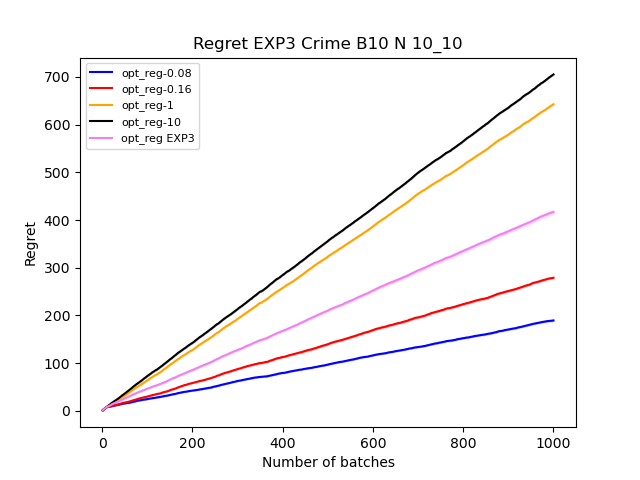 Regret EXP3 Crime B10 N 10_10
opt_reg-0.08
opt_reg-0.16
opt_reg-1
opt_reg-10
opt_reg EXP3
Regret
700
600
500
400
300
200
100
0
0 200 400 600 800 1000
Number of batches